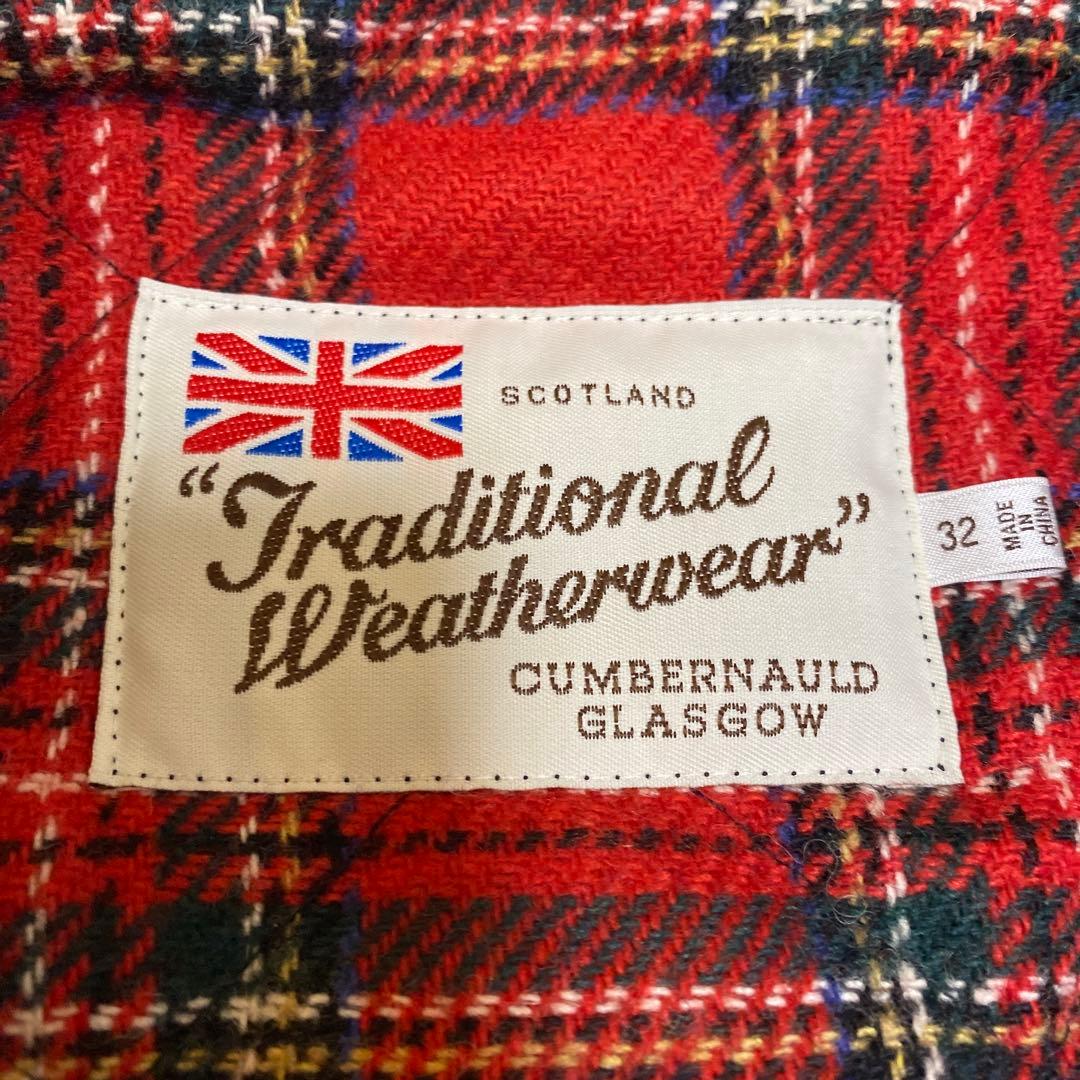 SCOTLAND
“Traditional
Weatherwear”
CUMBERNAULD
GLASGOW
32
MADE
IN
CHINA